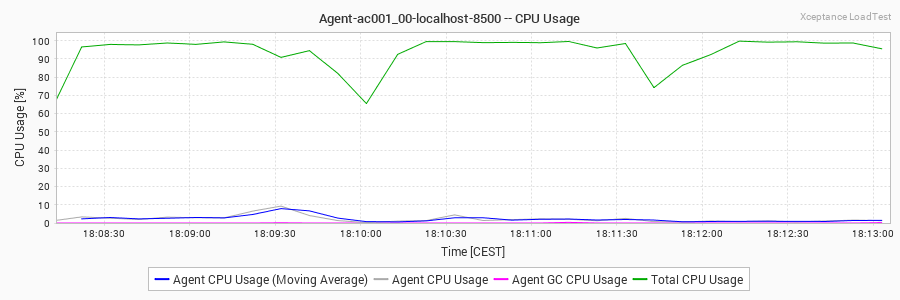 Agent-ac001_00-localhost-8500 -- CPU Usage
Xceptance LoadTest
CPU Usage [%]
100
90
80
70
60
50
40
30
20
10
0
18:08:30 18:09:00 18:09:30 18:10:00 18:10:30 18:11:00 18:11:30 18:12:00 18:12:30 18:13:00
Time [CEST]
Agent CPU Usage (Moving Average) Agent CPU Usage Agent GC CPU Usage Total CPU Usage